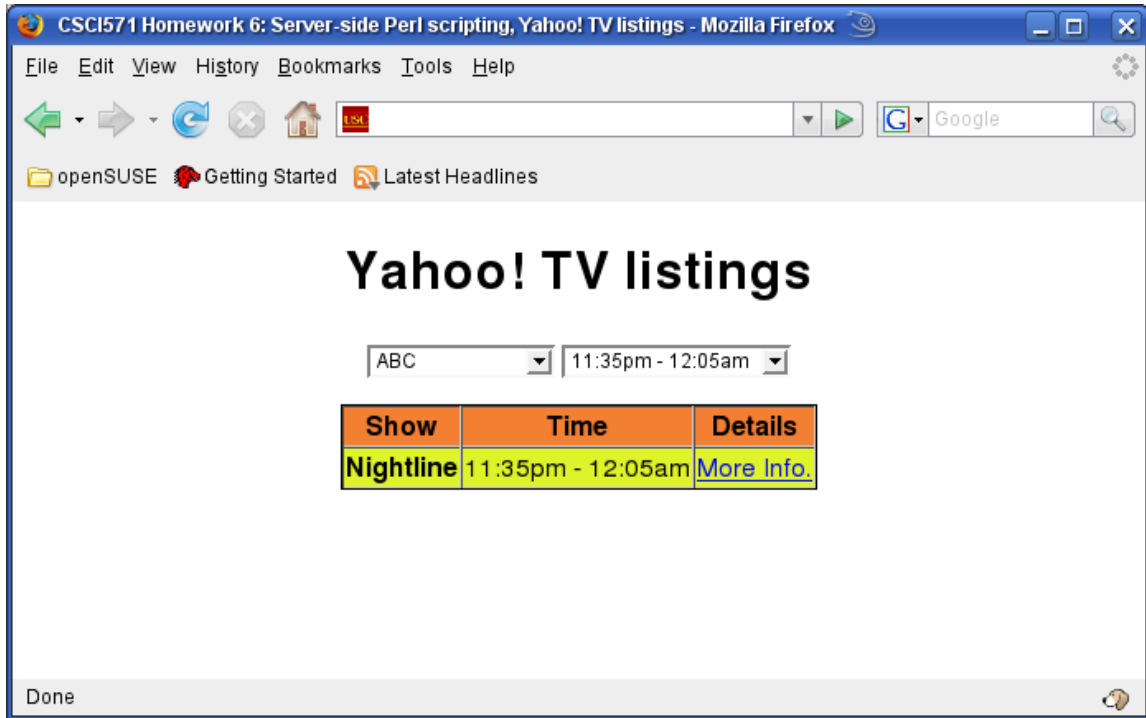 CSCI571 Homework 6: Server-side Perl scripting, Yahoo! TV listings - Mozilla Firefox
File Edit View History Bookmarks Tools Help
USC G Google
openSUSE Getting Started Latest Headlines
Yahoo! TV listings
ABC 11:35pm - 12:05am
Show Time Details
Nightline 11:35pm - 12:05am More Info.
Done